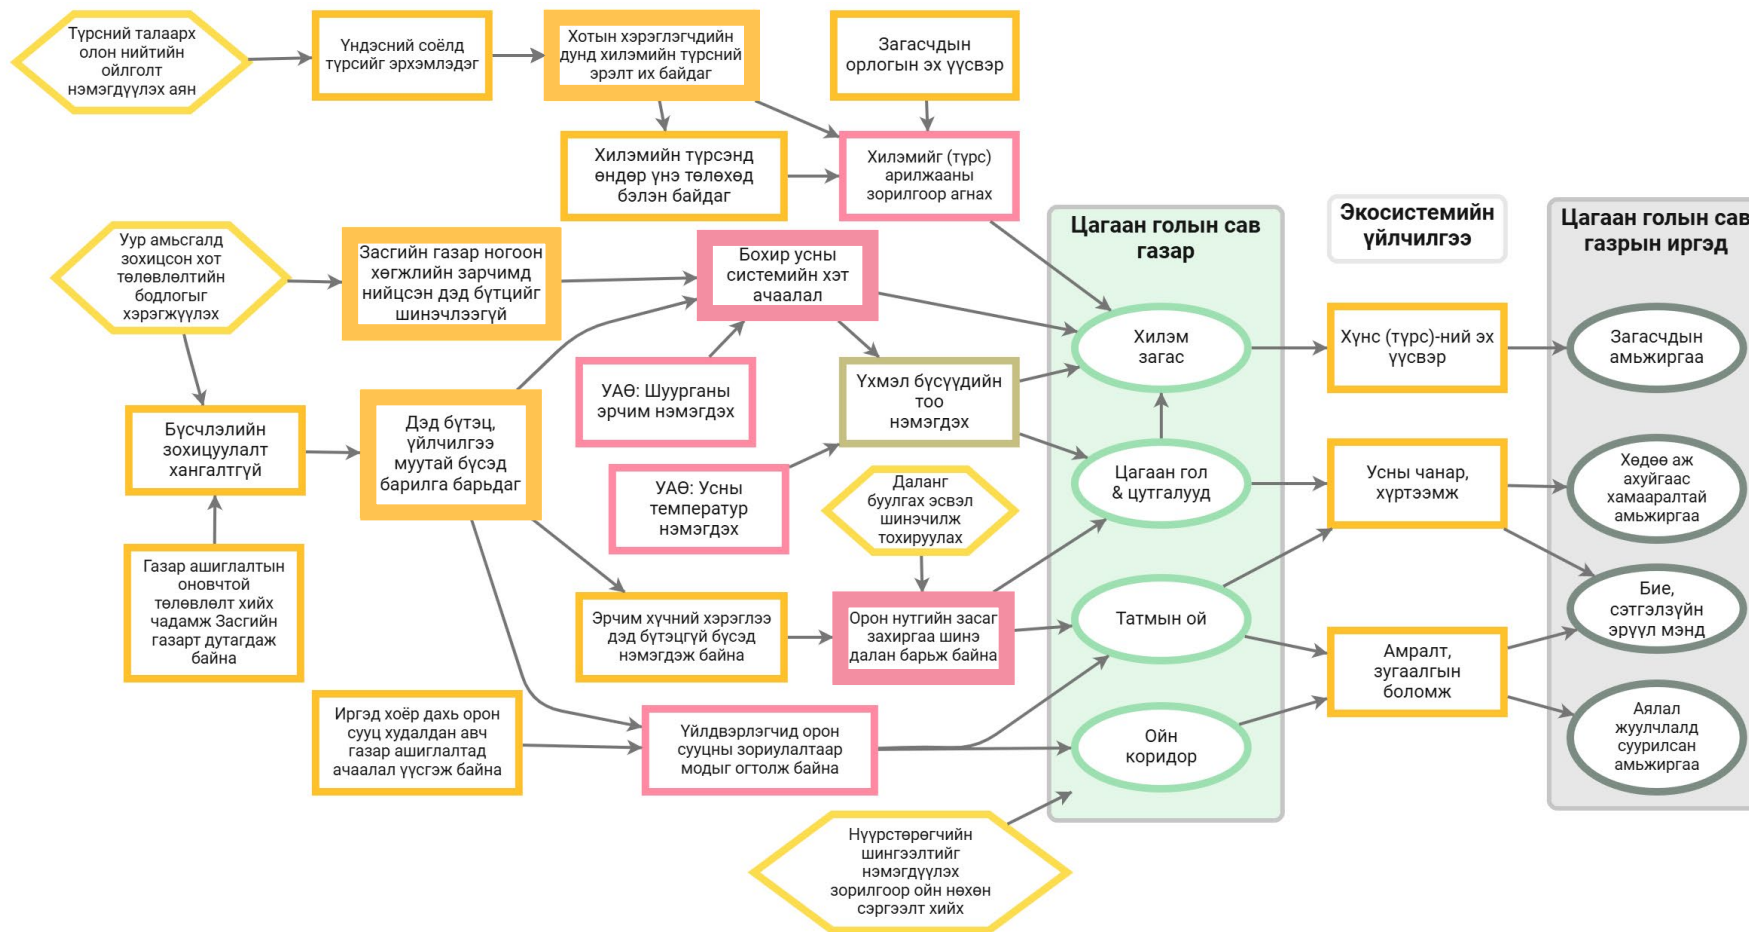 Түрсний талаарх
олон нийтийн
ойлголт
нэмэгдүүлэх аян
Үндэсний соёлд
түрсийг эрхэмлэдэг
Хотын хэрэглэгчдийн
дунд хилэмийн түрсний
эрэлт их байдаг
Загасчдын
орлогын эх үүсвэр
Хилэмийн түрсэнд
өндөр үнэ төлөхөд
бэлэн байдаг
Хилэмийг (түрс)
арилжааны
зорилгоор агнах
Уур амьсгалд
зохицсон хот
төлөвлөлтийн
бодлогыг
хэрэгжүүлэх
Засгийн газар ногоон
хөгжлийн зарчимд
нийцсэн дэд бүтцийг
шинэчлээгүй
Бохир усны
системийн хэт
ачаалал
УАӨ: Шуурганы
эрчим нэмэгдэх
Үхмэл бүсүүдийн
тоо
нэмэгдэх
УАӨ: Усны
температур
нэмэгдэх
Бүсчлэлийн
зохицуулалт
хангалтгүй
Дэд бүтэц,
үйлчилгээ
муутай бүсэд
барилга барьдаг
Даланг
буулгах эсвэл
шинэчилж
тохируулах
Газар ашиглалтын
оновчтой
төлөвлөлт хийх
чадамж Засгийн
газарт дутагдаж
байна
Эрчим хүчний хэрэглээ
дэд бүтэцгүй бүсэд
нэмэгдэж байна
Орон нутгийн засаг
захиргаа шинэ
далан барьж байна
Иргэд хоёр дахь орон
сууц худалдан авч
газар ашиглалтад
ачаалал үүсгэж байна
Үйлдвэрлэгчид орон
сууцны зориулалтаар
модыг огтолж байна
Нүүрстөрөгчийн
шингээлтийг
нэмэгдүүлэх
зорилгоор ойн нөхөн
сэргээлт хийх
Цагаан голын сав
газар
Хилэм
загас
Цагаан гол
& цутгалууд
Татмын ой
Ойн
коридор
Экосистемийн
үйлчилгээ
Хүнс (түрс)-ний эх
үүсвэр
Усны чанар,
хүртээмж
Амралт,
зугаалгын
боломж
Цагаан голын сав
газрын иргэд
Загасчдын
амьжиргаа
Хөдөө аж
ахуйгаас
хамааралтай
амьжиргаа
Бие,
сэтгэлзүйн
эрүүл мэнд
Аялал
жуулчлалд
суурилсан
амьжиргаа